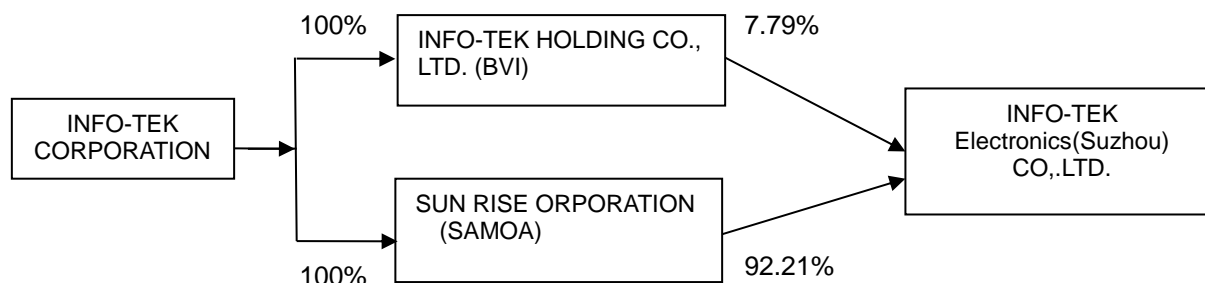 100%
INFO-TEK HOLDING CO.,
LTD. (BVI)
7.79%
INFO-TEK
CORPORATION
INFO-TEK
Electronics(Suzhou)
CO,.LTD.
SUN RISE ORPORATION
(SAMOA)
100%
92.21%